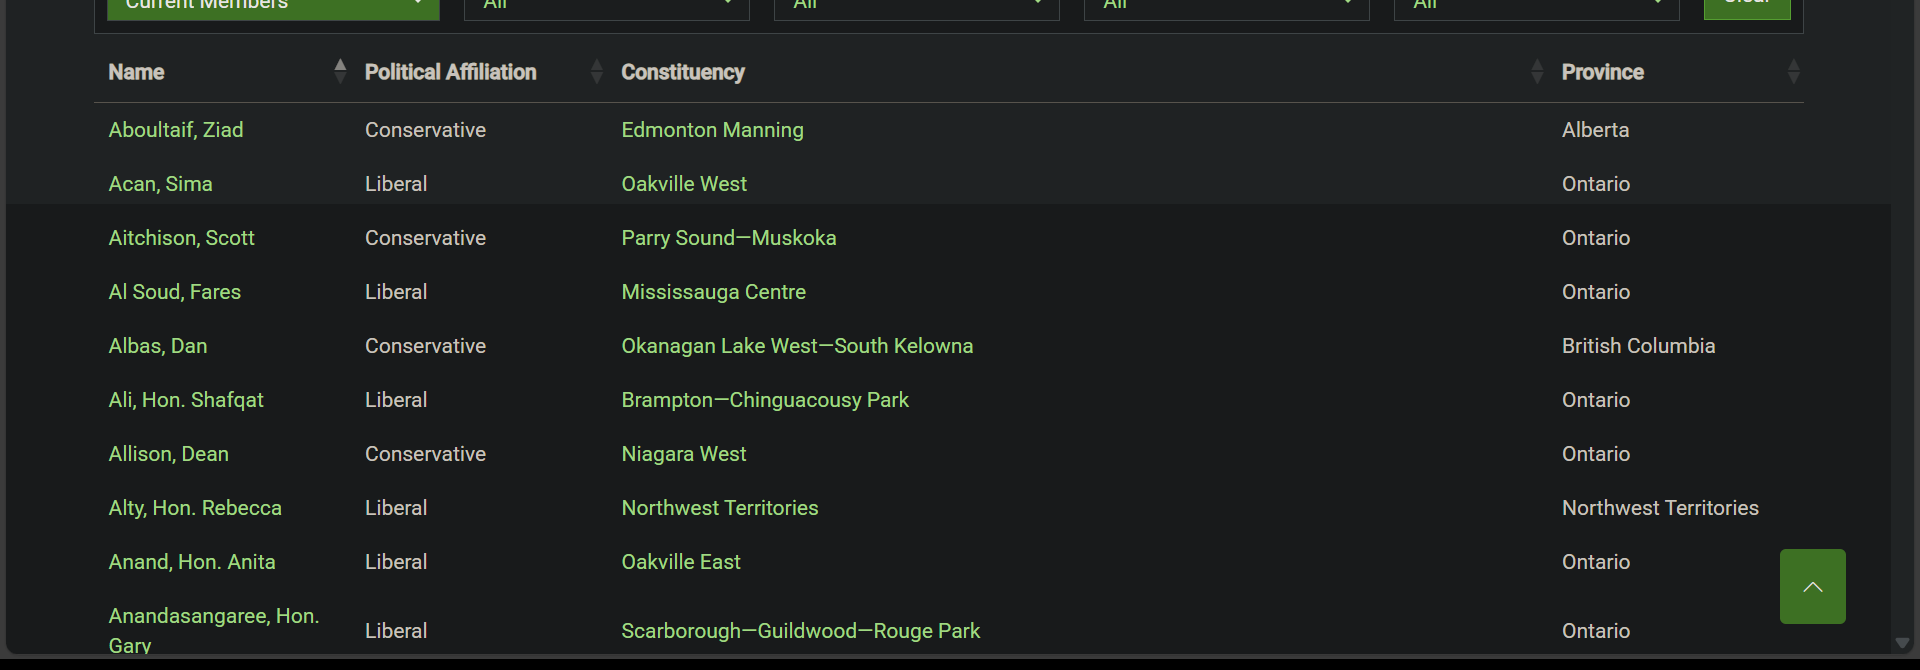 Current Members All All All All Clear
Name Political Affiliation Constituency Province
Aboultaif, Ziad Conservative Edmonton Manning Alberta
Acan, Sima Liberal Oakville West Ontario
Aitchison, Scott Conservative Parry Sound—Muskoka Ontario
Al Soud, Fares Liberal Mississauga Centre Ontario
Albas, Dan Conservative Okanagan Lake West—South Kelowna British Columbia
Ali, Hon. Shafqat Liberal Brampton—Chinguacousy Park Ontario
Allison, Dean Conservative Niagara West Ontario
Alty, Hon. Rebecca Liberal Northwest Territories Northwest Territories
Anand, Hon. Anita Liberal Oakville East Ontario
Anandasangaree, Hon.
Gary Liberal Scarborough—Guildwood—Rouge Park Ontario